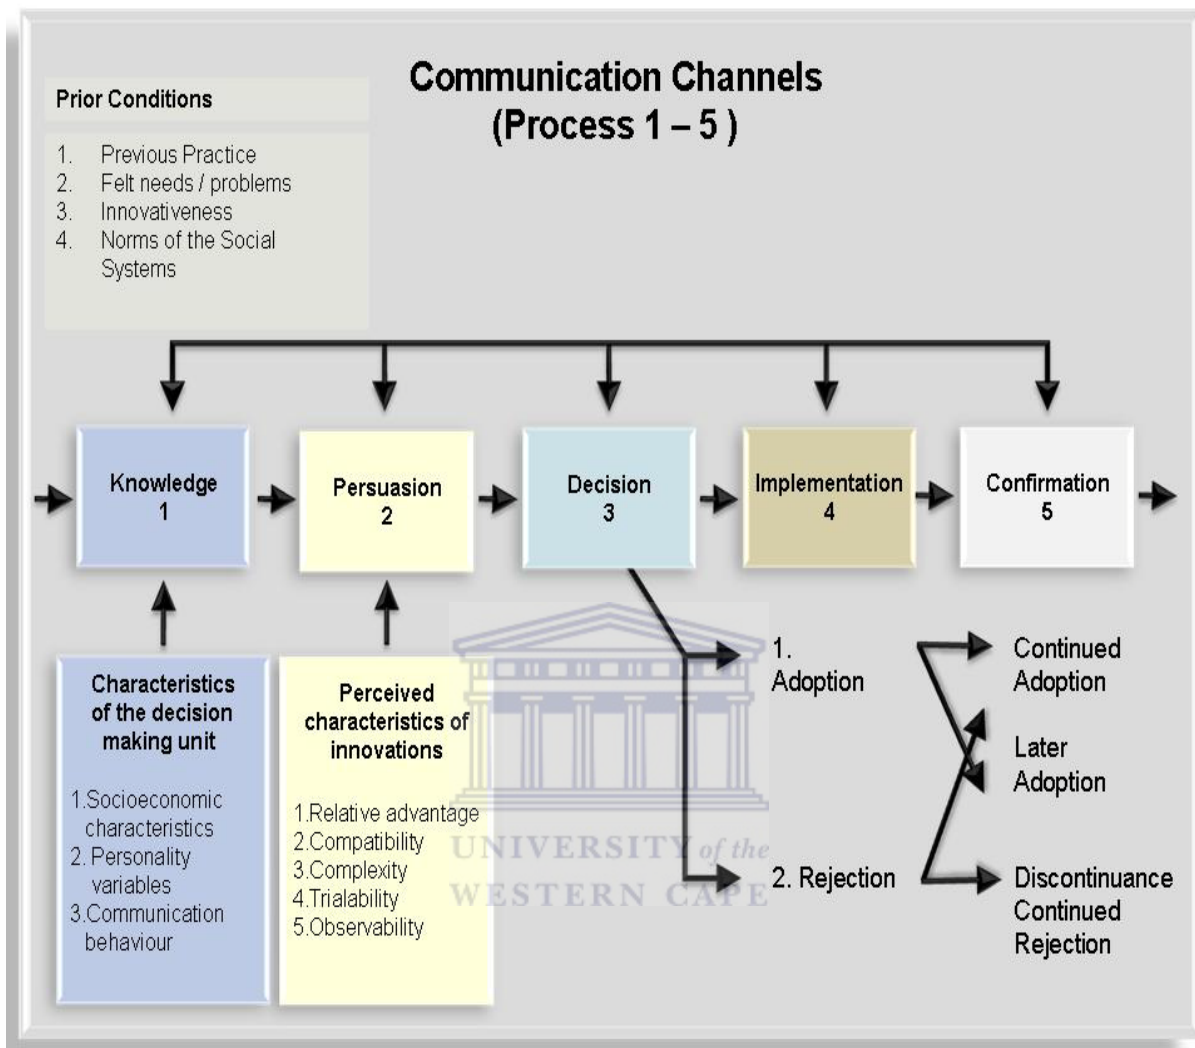 Communication Channels
(Process 1 – 5 )
Prior Conditions
1. Previous Practice
2. Felt needs / problems
3. Innovativeness
4. Norms of the Social
Systems
Knowledge
1
Persuasion
2
Decision
3
Implementation
4
Confirmation
5
Characteristics
of the decision
making unit
1.Socioeconomic
characteristics
2. Personality
variables
3.Communication
behaviour
Perceived
characteristics of
innovations
1.Relative advantage
2.Compatibility
3.Complexity
4.Trialability
5.Observability
1.
Adoption
2. Rejection
Continued
Adoption
Later
Adoption
Discontinuance
Continued
Rejection
UNIVERSITY of the
WESTERN CAPE